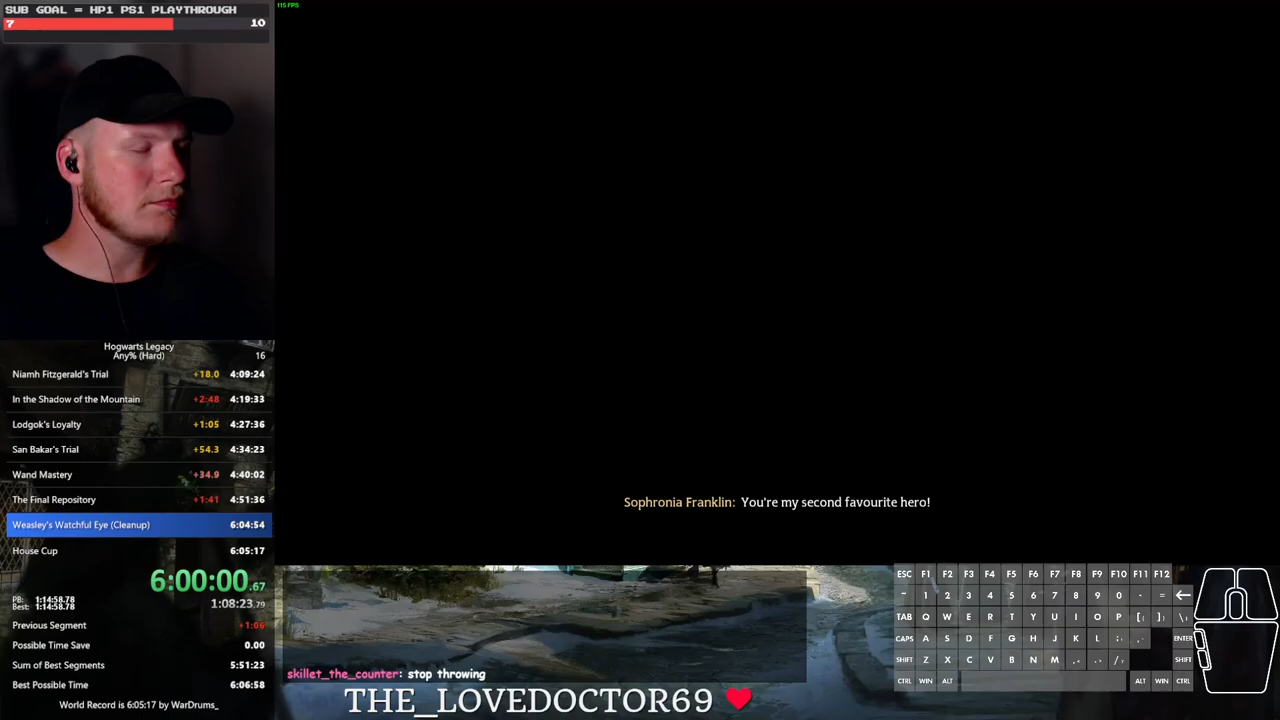 SUB GOAL = HP1 PS1 PLAYTHROUGH
7 10
115 FPS
Hogwarts Legacy
Any% (Hard) 16
Niamh Fitzgerald's Trial +18.0 4:09:24
In the Shadow of the Mountain +2:48 4:19:33
Lodgok's Loyalty +1:05 4:27:36
San Bakar's Trial +54.3 4:34:23
Wand Mastery +34.9 4:40:02
The Final Repository +1:41 4:51:36
Weasley's Watchful Eye (Cleanup) 6:04:54
House Cup 6:05:17
6:00:00.67
PB: 1:14:58.78
Best: 1:14:58.78
1:08:23.79
Previous Segment +1:06
Possible Time Save 0.00
Sum of Best Segments 5:51:23
Best Possible Time 6:06:58
World Record is 6:05:17 by WarDrums_
Sophronia Franklin: You're my second favourite hero!
skillet_the_counter: stop throwing
THE_LOVEDOCTOR69
ESC F1 F2 F3 F4 F5 F6 F7 F8 F9 F10 F11 F12
~ 1 2 3 4 5 6 7 8 9 0 - =
TAB Q W E R T Y U I O P [{ ]} \
CAPS A S D F G H J K L ENTER
SHIFT Z X C V B N M SHIFT
CTRL WIN ALT ALT WIN CTRL